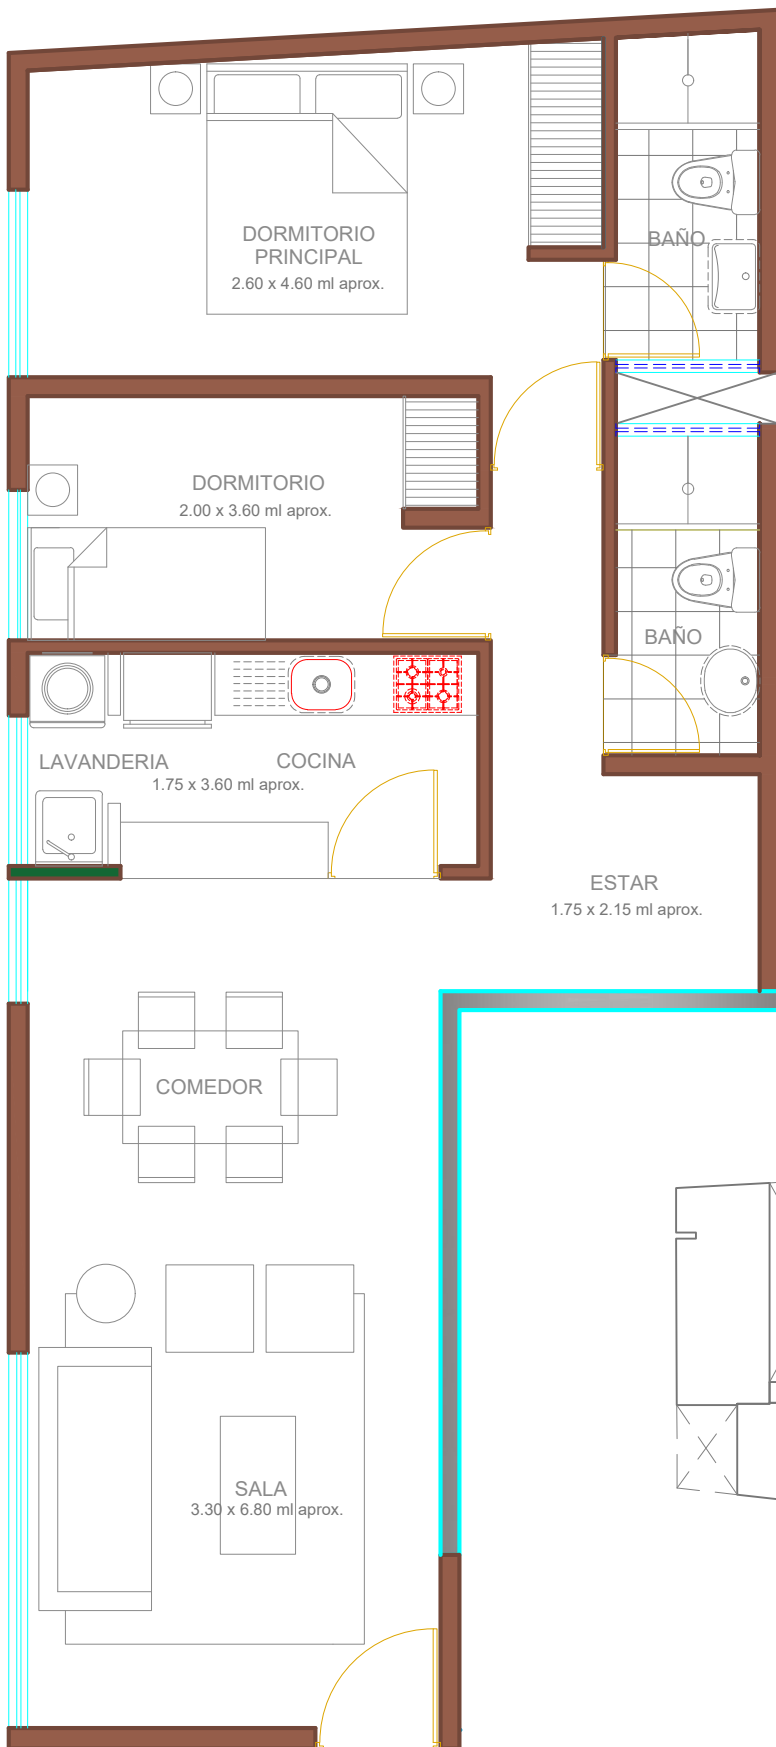 DORMITORIO
PRINCIPAL
2.60 x 4.60 ml aprox.
BAÑO
DORMITORIO
2.00 x 3.60 ml aprox.
BAÑO
LAVANDERIA
COCINA
1.75 x 3.60 ml aprox.
ESTAR
1.75 x 2.15 ml aprox.
COMEDOR
SALA
3.30 x 6.80 ml aprox.